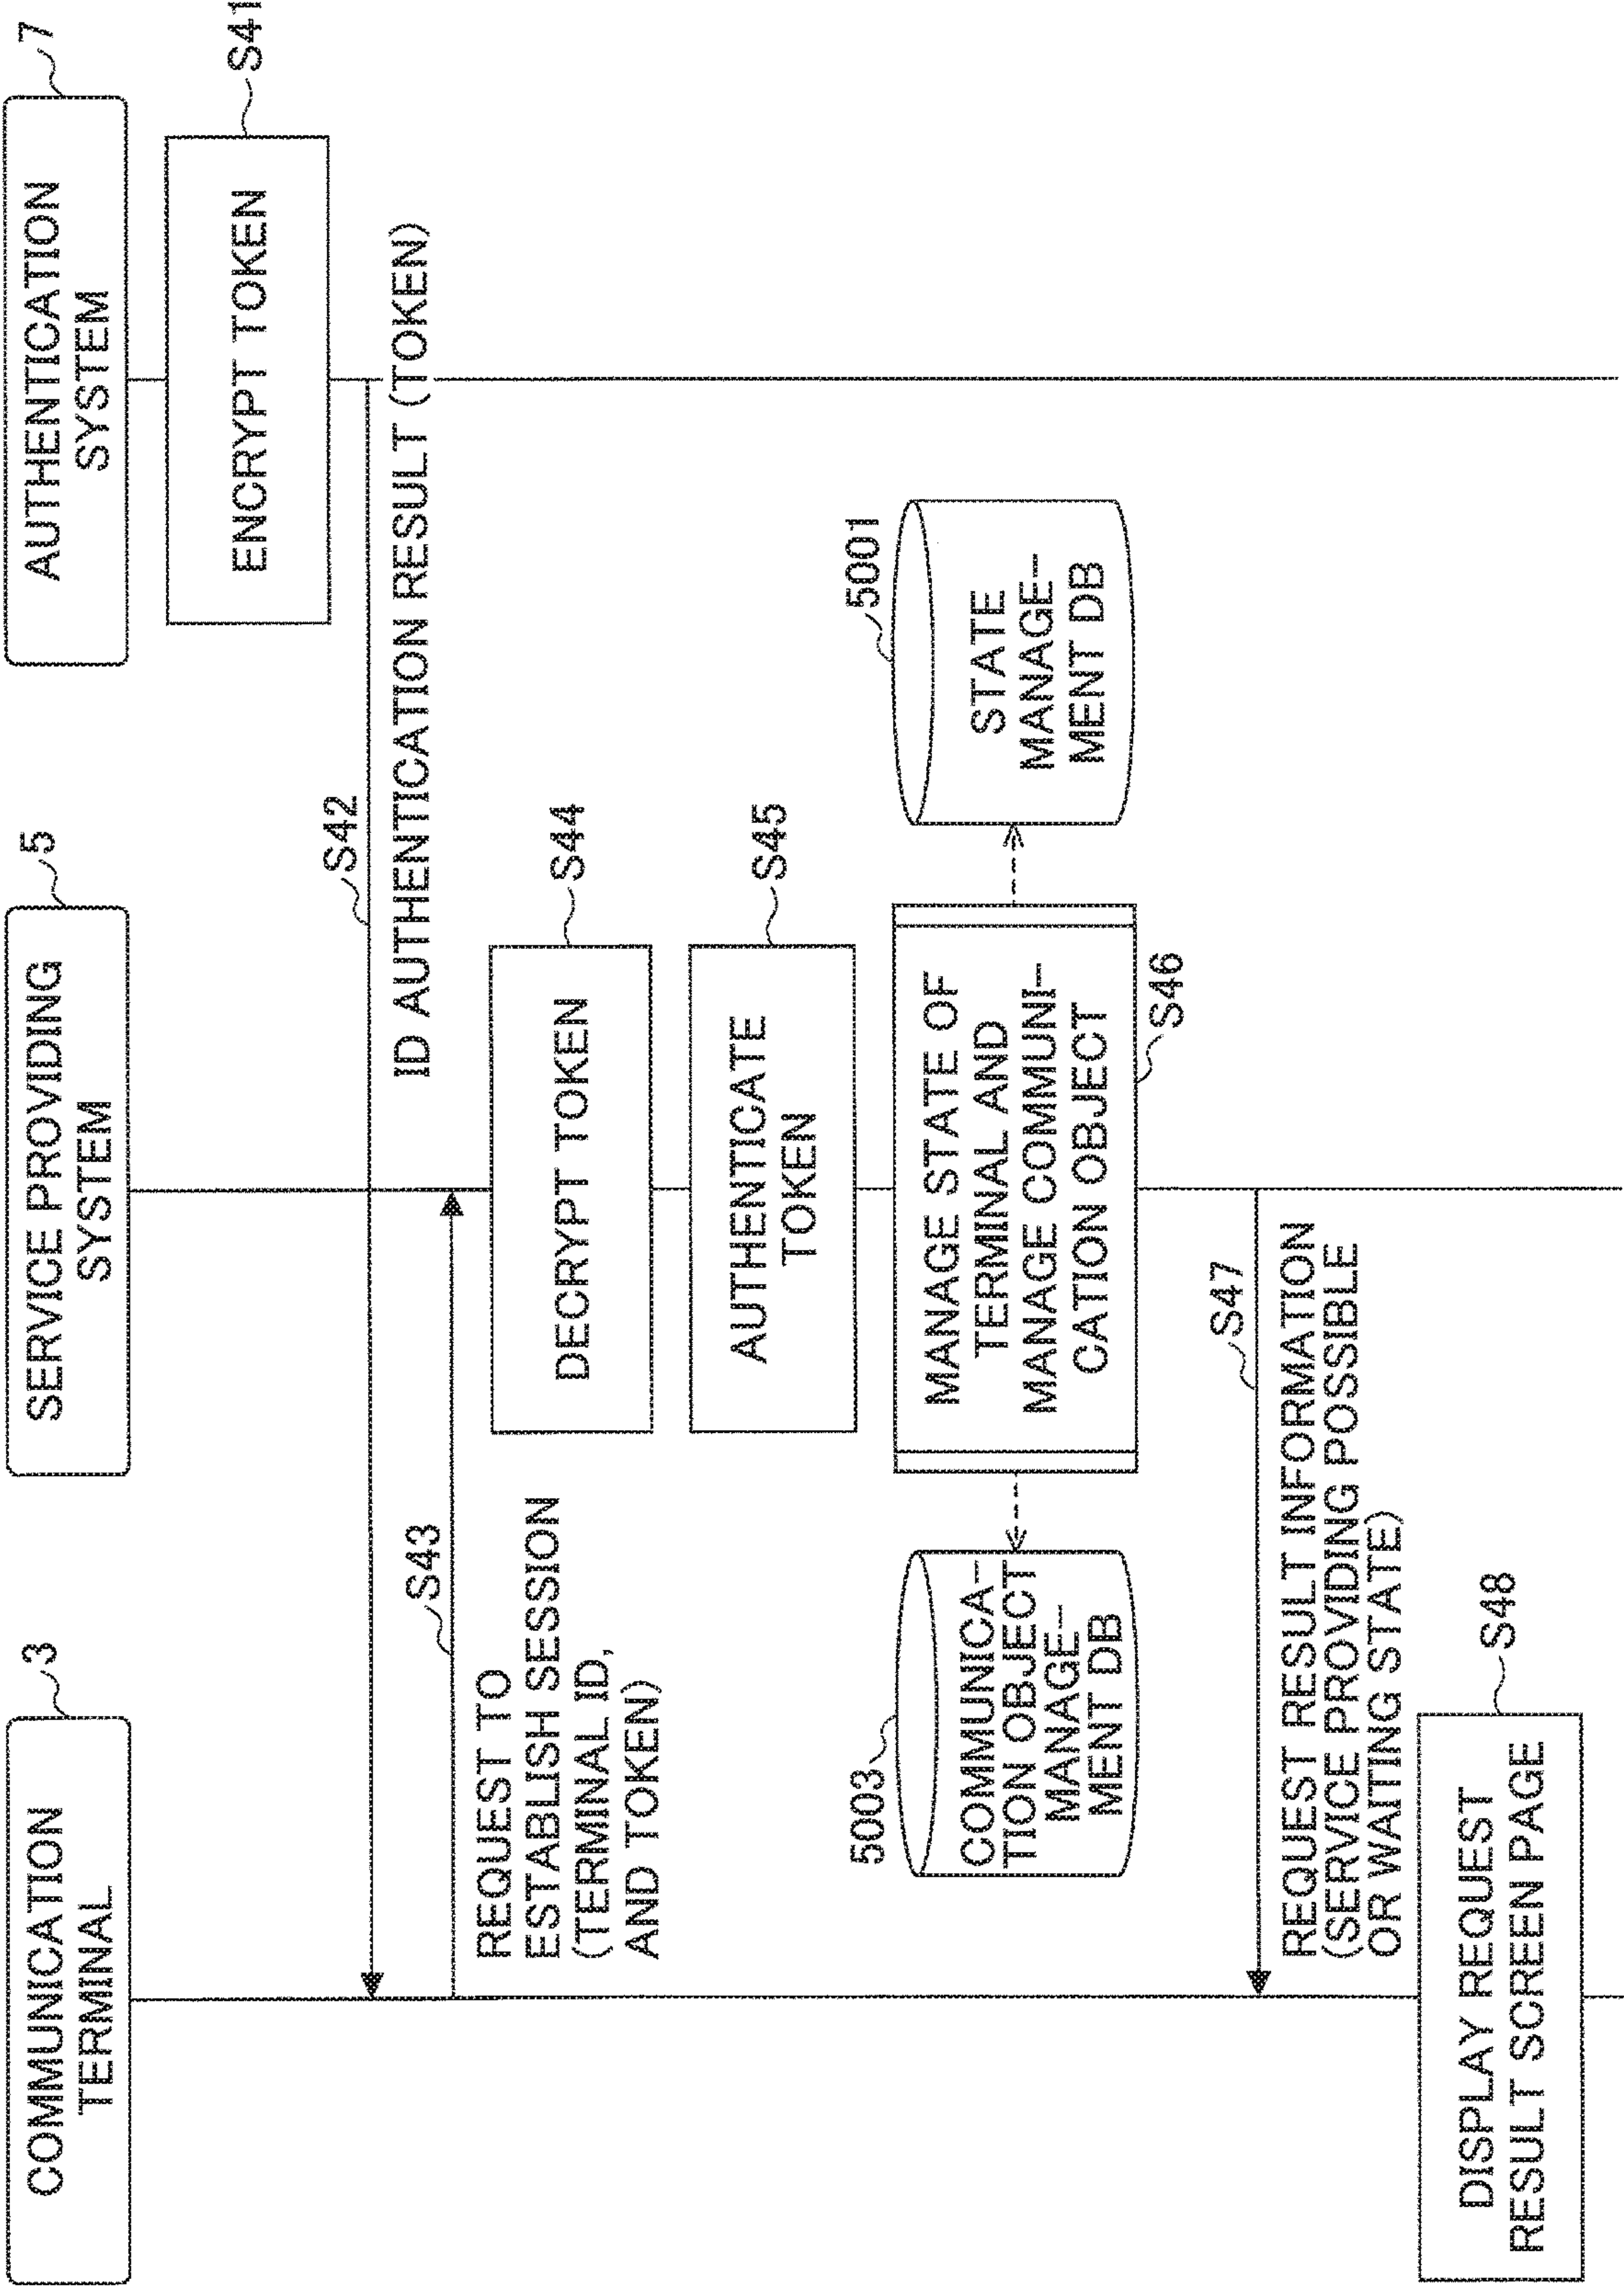 COMMUNICATION
TERMINAL
3
SERVICE PROVIDING
SYSTEM
5
AUTHENTICATION
SYSTEM
7
ENCRYPT TOKEN
S41
S42
ID AUTHENTICATION RESULT (TOKEN)
S43
REQUEST TO
ESTABLISH SESSION
(TERMINAL ID,
AND TOKEN)
DECRYPT TOKEN
S44
AUTHENTICATE
TOKEN
S45
5003
COMMUNICA-
TION OBJECT
MANAGE-
MENT DB
MANAGE STATE OF
TERMINAL AND
MANAGE COMMUNI-
CATION OBJECT
S46
5001
STATE
MANAGE-
MENT DB
S47
REQUEST RESULT INFORMATION
(SERVICE PROVIDING POSSIBLE
OR WAITING STATE)
DISPLAY REQUEST
RESULT SCREEN PAGE
S48